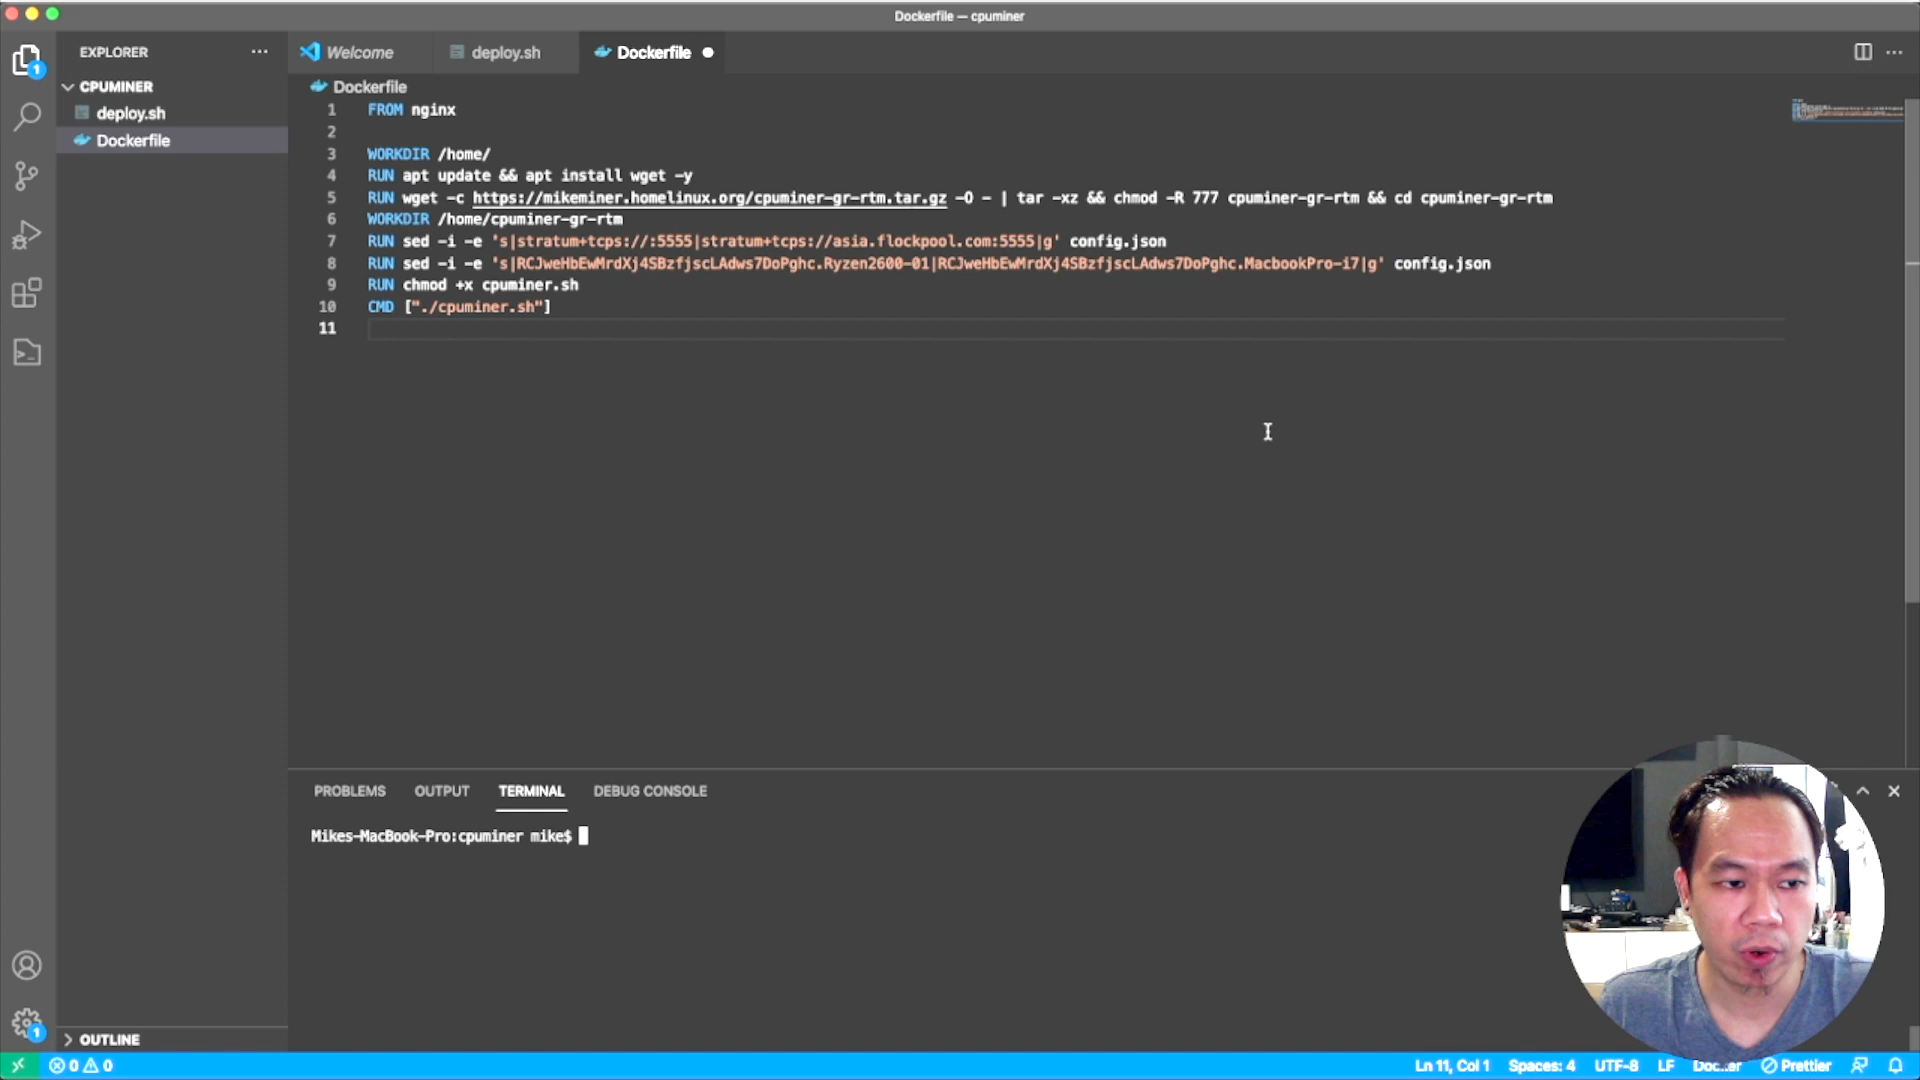 Dockerfile — cpuminer
EXPLORER
Welcome
deploy.sh
Dockerfile
CPUMINER
deploy.sh
Dockerfile
Dockerfile
1 FROM nginx
2
3 WORKDIR /home/
4 RUN apt update && apt install wget -y
5 RUN wget -c https://mikeminer.homelinux.org/cpuminer-gr-rtm.tar.gz -O - | tar -xz && chmod -R 777 cpuminer-gr-rtm && cd cpuminer-gr-rtm
6 WORKDIR /home/cpuminer-gr-rtm
7 RUN sed -i -e 's|stratum+tcps://:5555|stratum+tcps://asia.flockpool.com:5555|g' config.json
8 RUN sed -i -e 's|RCJweHbEwMrdXj4SBzfjscLAdws7DoPghc.Ryzen2600-01|RCJweHbEwMrdXj4SBzfjscLAdws7DoPghc.MacbookPro-i7|g' config.json
9 RUN chmod +x cpuminer.sh
10 CMD ["./cpuminer.sh"]
11
PROBLEMS OUTPUT TERMINAL DEBUG CONSOLE
Mikes-MacBook-Pro:cpuminer mike$
1
1
OUTLINE
0 0
Ln 11, Col 1 Spaces: 4 UTF-8 LF Prettier